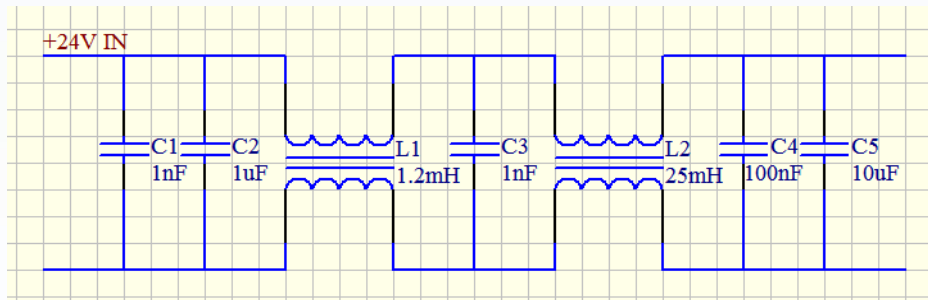 +24V IN
C1
1nF
C2
1uF
L1
1.2mH
C3
1nF
L2
25mH
C4
100nF
C5
10uF